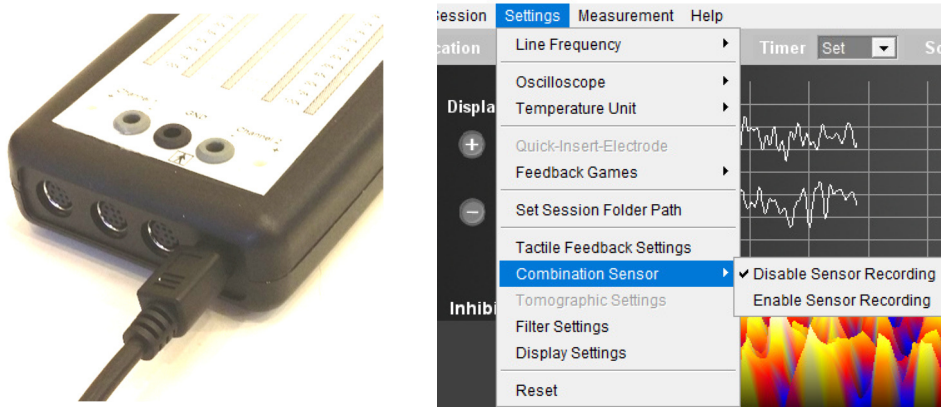 Session Settings Measurement Help
Line Frequency
Timer Set
Oscilloscope
Temperature Unit
Displa
Quick-Insert-Electrode
Feedback Games
Set Session Folder Path
Tactile Feedback Settings
Combination Sensor
Disable Sensor Recording
Tomographic Settings
Enable Sensor Recording
Inhibi
Filter Settings
Display Settings
Reset